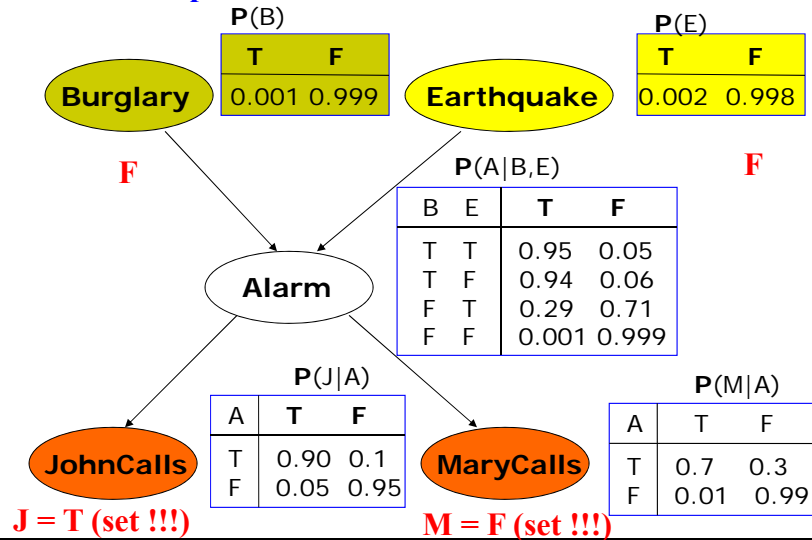 P(B)
T F
0.001 0.999
P(E)
T F
0.002 0.998
Burglary
Earthquake
F
F
P(A|B,E)
B E T F
T T 0.95 0.05
T F 0.94 0.06
F T 0.29 0.71
F F 0.001 0.999
Alarm
P(J|A)
A T F
T 0.90 0.1
F 0.05 0.95
P(M|A)
A T F
T 0.7 0.3
F 0.01 0.99
JohnCalls
MaryCalls
J = T (set !!!)
M = F (set !!!)